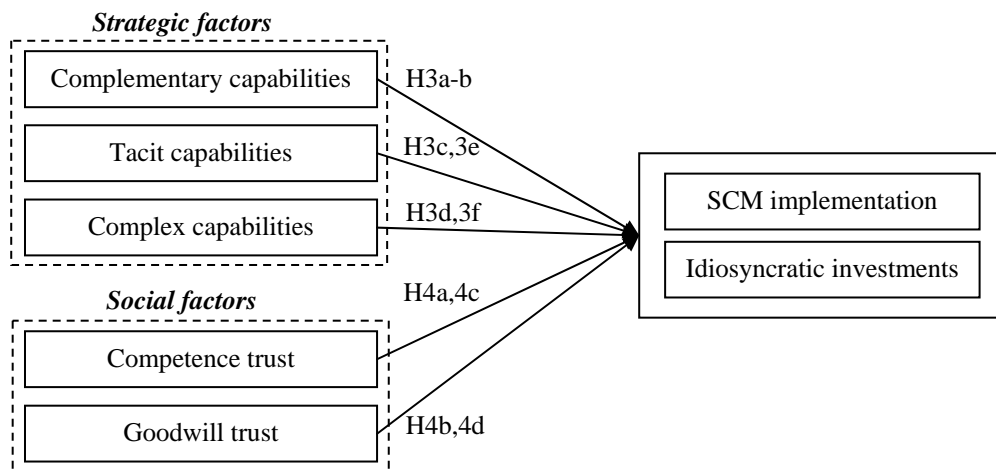 Strategic factors
Complementary capabilities
H3a-b
Tacit capabilities
H3c,3e
Complex capabilities
H3d,3f
SCM implementation
Idiosyncratic investments
Social factors
H4a,4c
Competence trust
Goodwill trust
H4b,4d